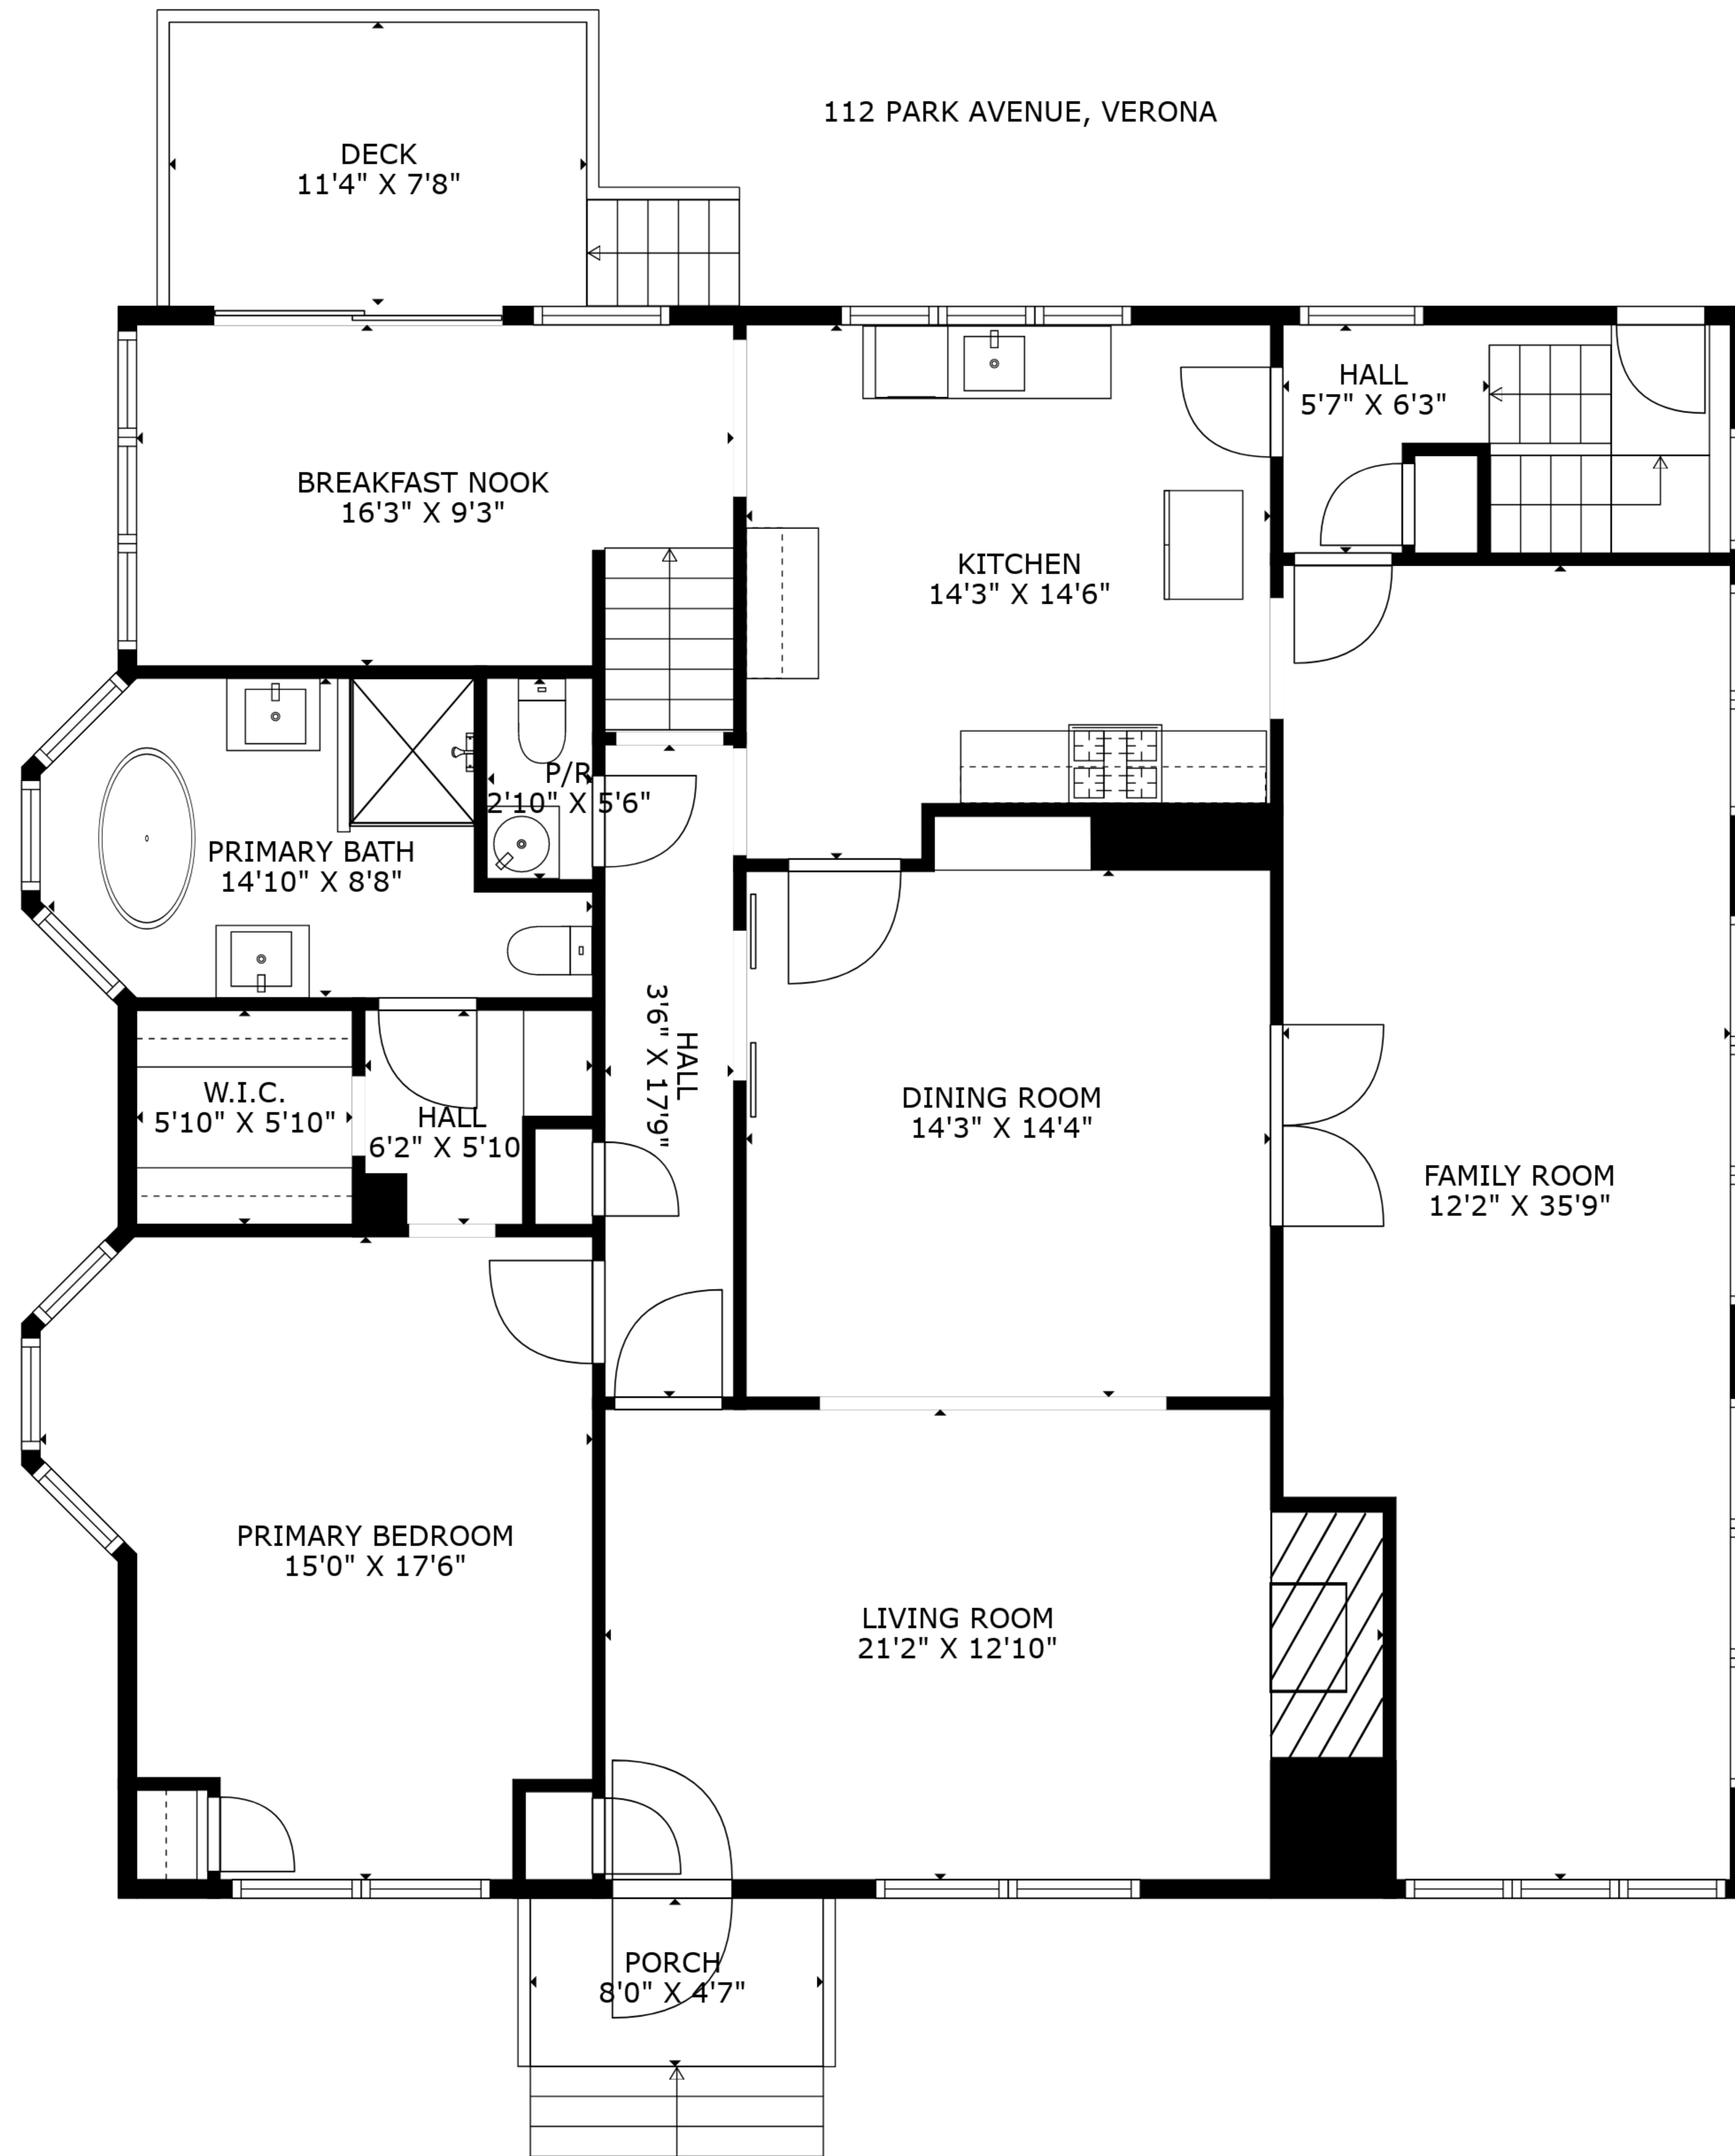 112 PARK AVENUE, VERONA
DECK
11'4" X 7'8"
HALL
5'7" X 6'3"
BREAKFAST NOOK
16'3" X 9'3"
KITCHEN
14'3" X 14'6"
P/R
2'10" X 5'6"
PRIMARY BATH
14'10" X 8'8"
HALL
3'6" X 17'9"
W.I.C.
5'10" X 5'10"
HALL
6'2" X 5'10
DINING ROOM
14'3" X 14'4"
FAMILY ROOM
12'2" X 35'9"
PRIMARY BEDROOM
15'0" X 17'6"
LIVING ROOM
21'2" X 12'10"
PORCH
8'0" X 4'7"